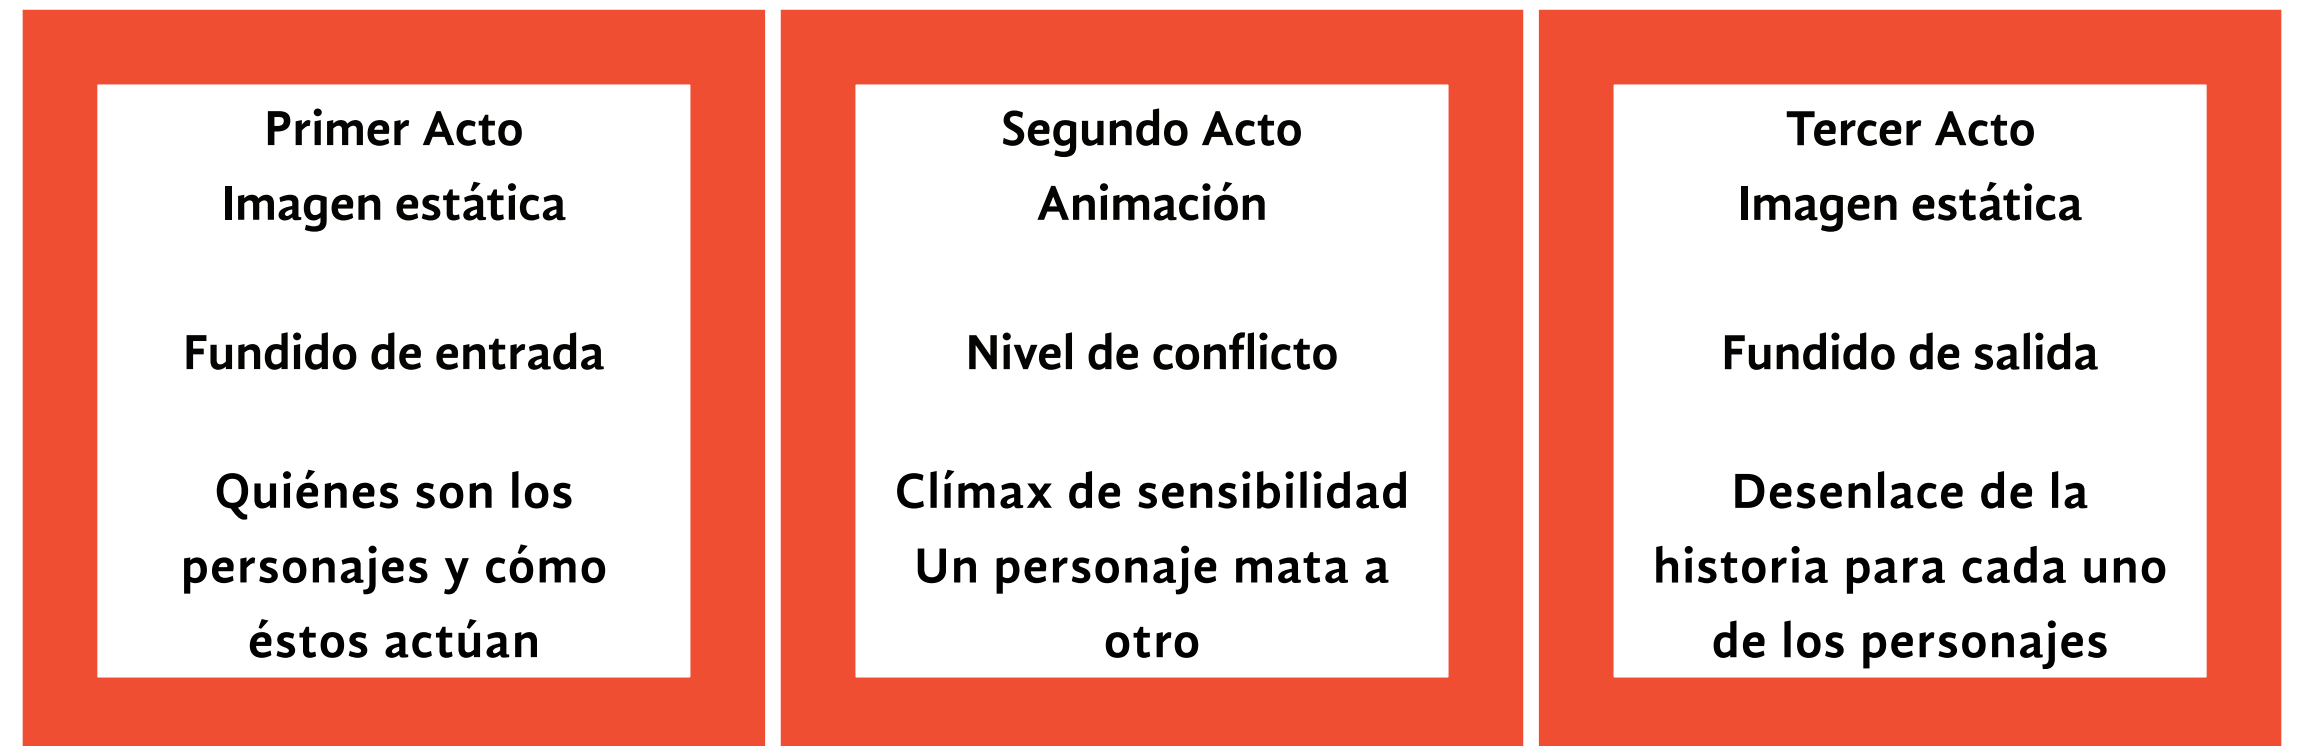 Primer Acto
Imagen estática
Fundido de entrada
Quiénes son los
personajes y cómo
éstos actúan
Segundo Acto
Animación
Nivel de conflicto
Clímax de sensibilidad
Un personaje mata a
otro
Tercer Acto
Imagen estática
Fundido de salida
Desenlace de la
historia para cada uno
de los personajes